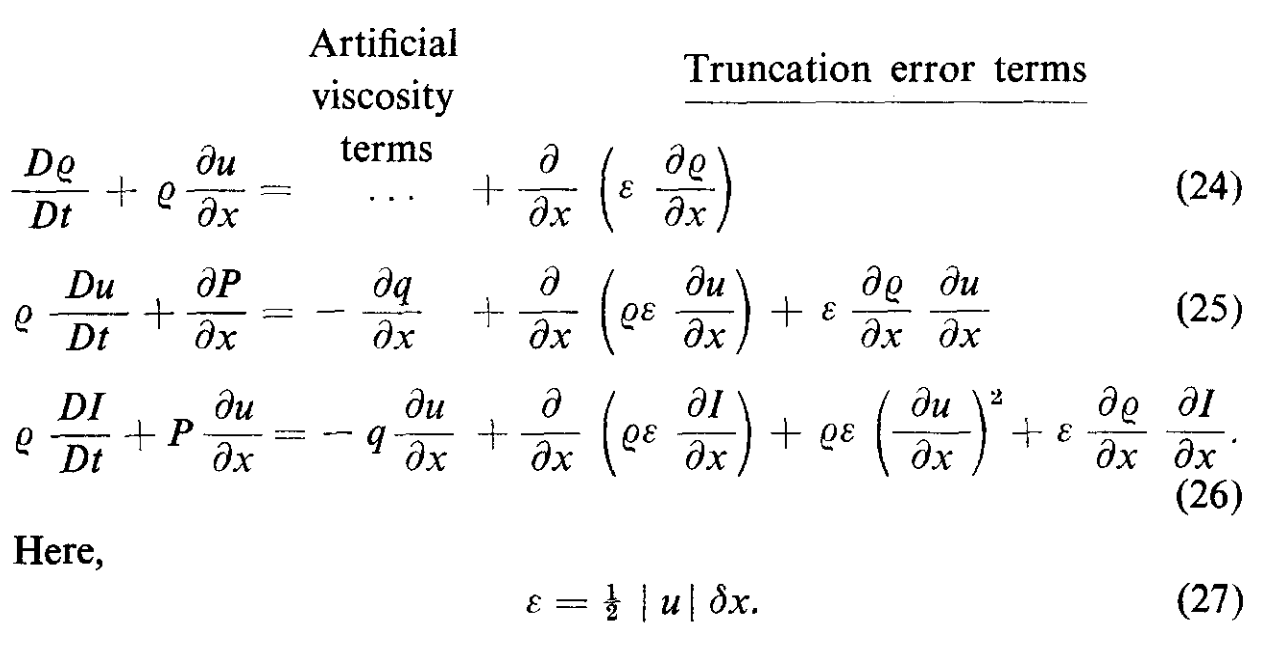 Artificial
viscosity
terms
Truncation error terms
Dϱ/Dt + ϱ ∂u/∂x = ... + ∂/∂x (ε ∂ϱ/∂x) (24)
ϱ Du/Dt + ∂P/∂x = − ∂q/∂x + ∂/∂x (ϱε ∂u/∂x) + ε ∂ϱ/∂x ∂u/∂x (25)
ϱ DI/Dt + P ∂u/∂x = − q ∂u/∂x + ∂/∂x (ϱε ∂I/∂x) + ϱε (∂u/∂x)² + ε ∂ϱ/∂x ∂I/∂x.
(26)
Here,
ε = ½ | u | δx. (27)